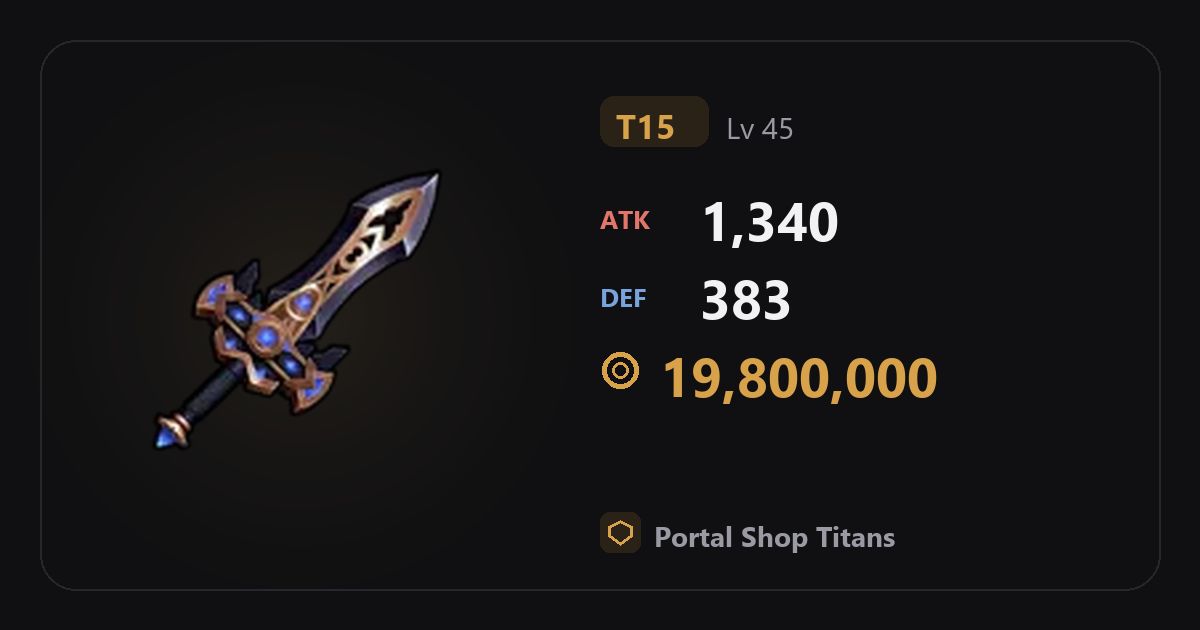 T15 Lv 45
ATK 1,340
DEF 383
19,800,000
Portal Shop Titans